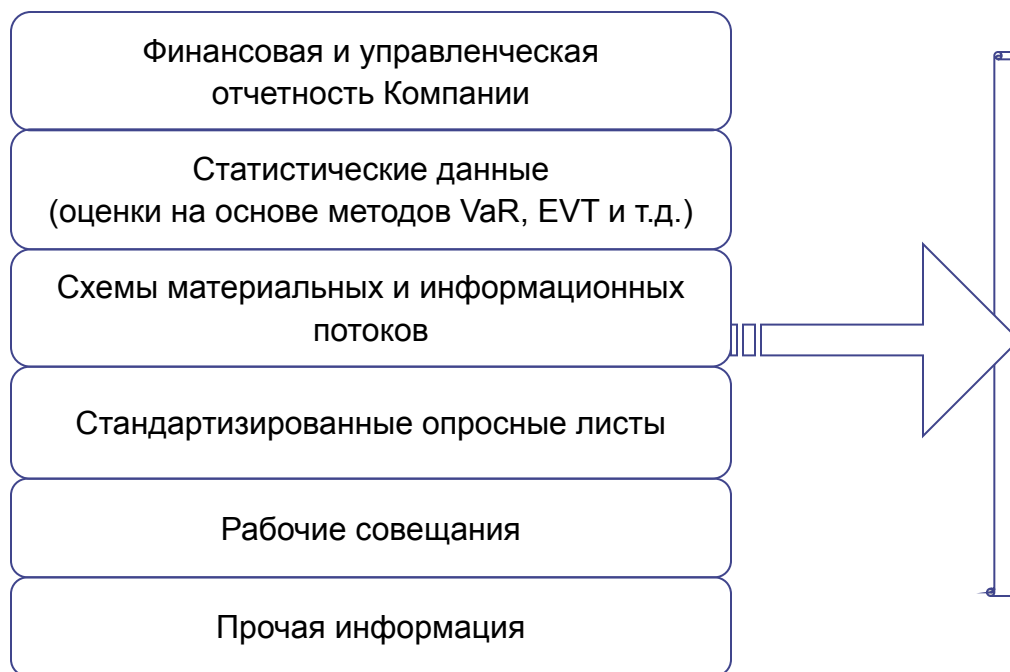 Финансовая и управленческая
отчетность Компании
Статистические данные
(оценки на основе методов VaR, EVT и т.д.)
Схемы материальных и информационных
потоков
Стандартизированные опросные листы
Рабочие совещания
Прочая информация